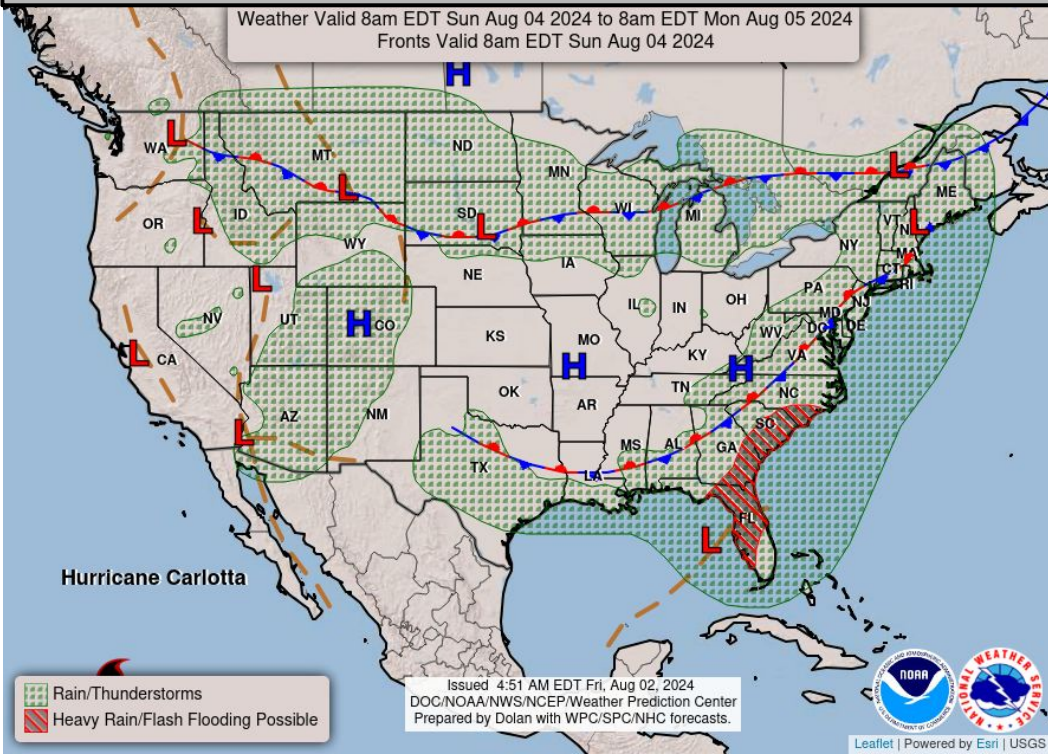 Weather Valid 8am EDT Sun Aug 04 2024 to 8am EDT Mon Aug 05 2024
Fronts Valid 8am EDT Sun Aug 04 2024
H
L
WA
MT
ND
MN
L
ME
L
SD
WI
MI
OR
L
ID
L
VT
L
WY
NY
MA
CT
RI
NE
IA
L
NV
UT
H
CO
IL
IN
OH
PA
NJ
MD
DC
DE
WV
VA
L
CA
KS
MO
H
KY
H
OK
AR
TN
NC
AZ
NM
SC
L
TX
MS
AL
GA
LA
FL
L
Hurricane Carlotta
Rain/Thunderstorms
Heavy Rain/Flash Flooding Possible
Issued 4:51 AM EDT Fri, Aug 02, 2024
DOC/NOAA/NWS/NCEP/Weather Prediction Center
Prepared by Dolan with WPC/SPC/NHC forecasts.
NOAA
NATIONAL WEATHER SERVICE
Leaflet | Powered by Esri | USGS